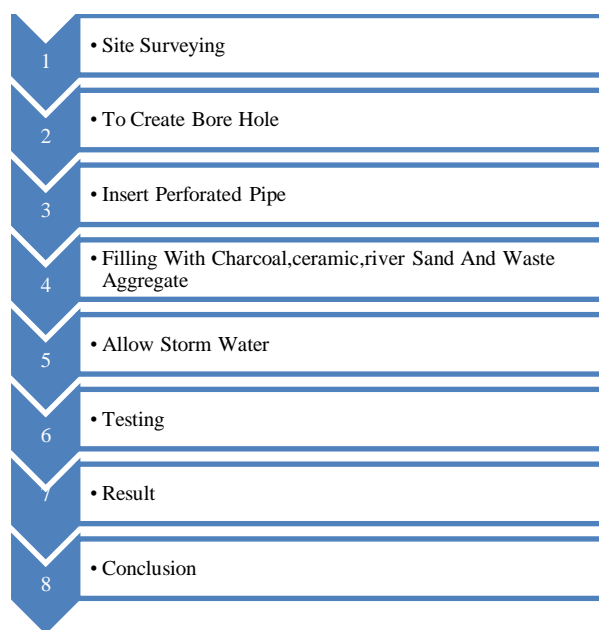 1
• Site Surveying
2
• To Create Bore Hole
3
• Insert Perforated Pipe
4
• Filling With Charcoal,ceramic,river Sand And Waste
Aggregate
5
• Allow Storm Water
6
• Testing
7
• Result
8
• Conclusion